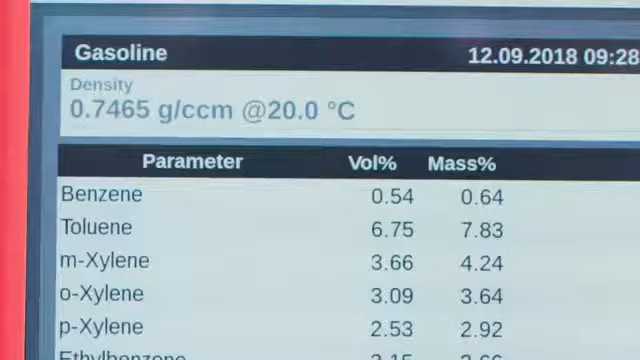 Gasoline 12.09.2018 09:28
Density
0.7465 g/ccm @20.0 °C
Parameter Vol% Mass%
Benzene 0.54 0.64
Toluene 6.75 7.83
m-Xylene 3.66 4.24
o-Xylene 3.09 3.64
p-Xylene 2.53 2.92
Ethylbenzene